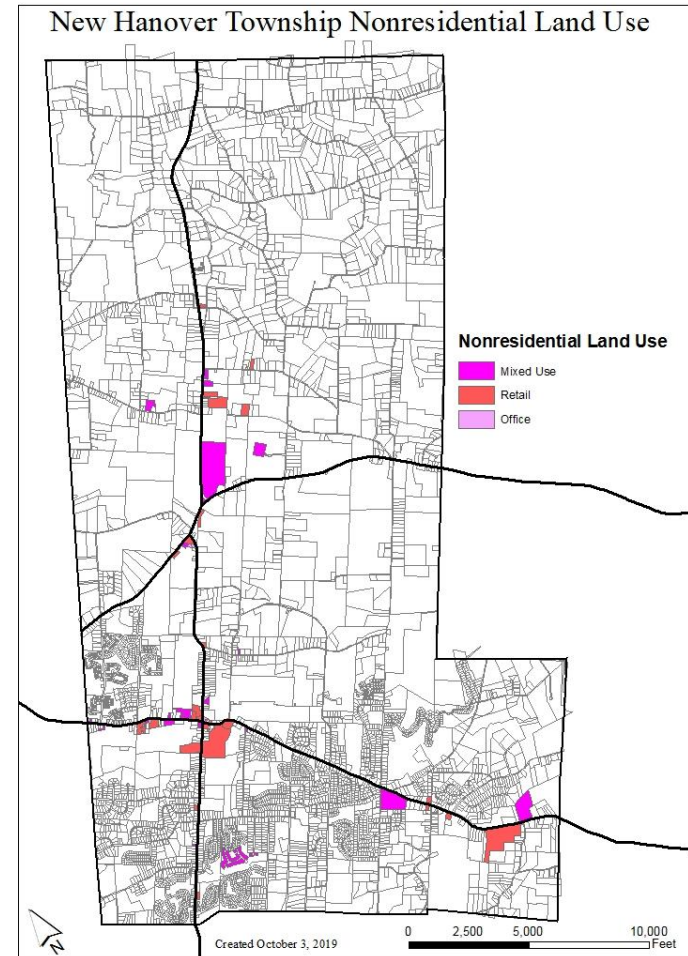 New Hanover Township Nonresidential Land Use
Nonresidential Land Use
Mixed Use
Retail
Office
N
Created October 3, 2019
0 2,500 5,000 10,000
Feet